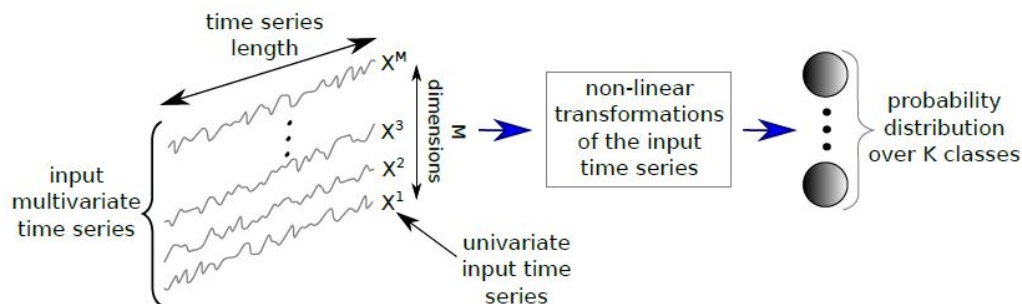 time series
length
X^M
X^3
X^2
X^1
M
dimensions
input
multivariate
time series
univariate
input time
series
non-linear
transformations
of the input
time series
probability
distribution
over K classes